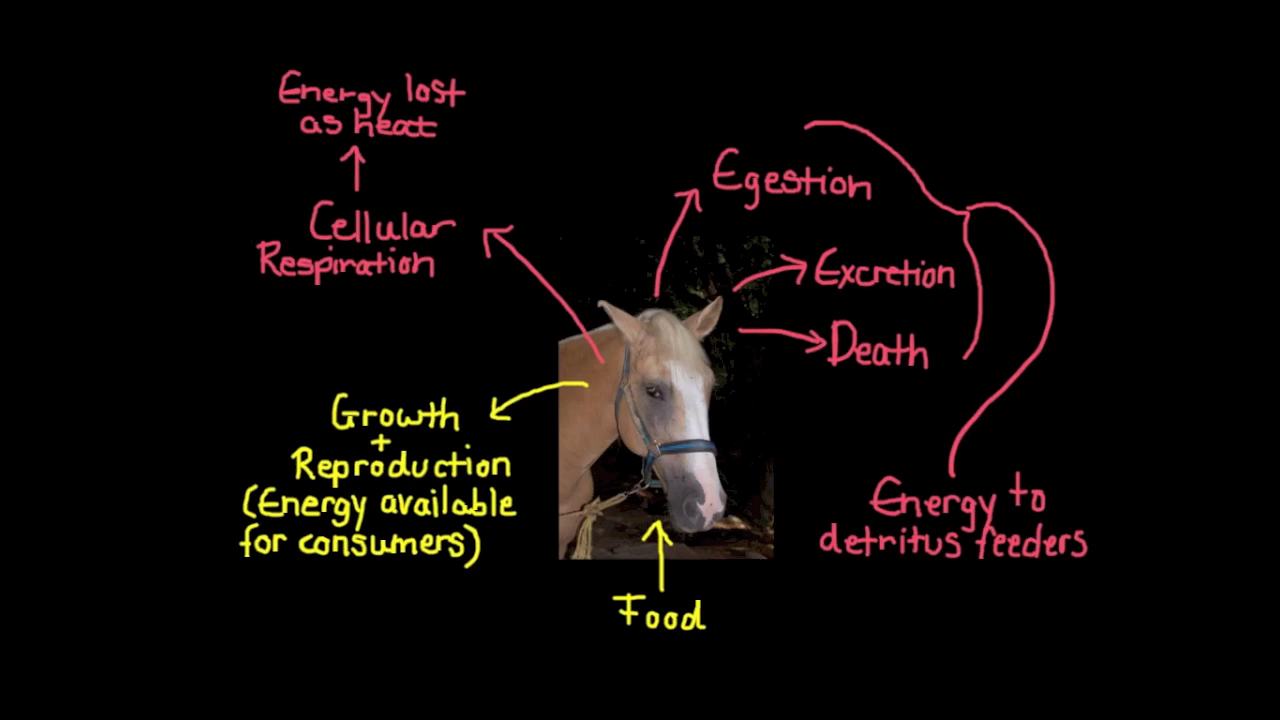 Energy lost
as heat
Cellular
Respiration
Egestion
Excretion
Death
Growth
+
Reproduction
(Energy available
for consumers)
Energy to
detritus feeders
Food